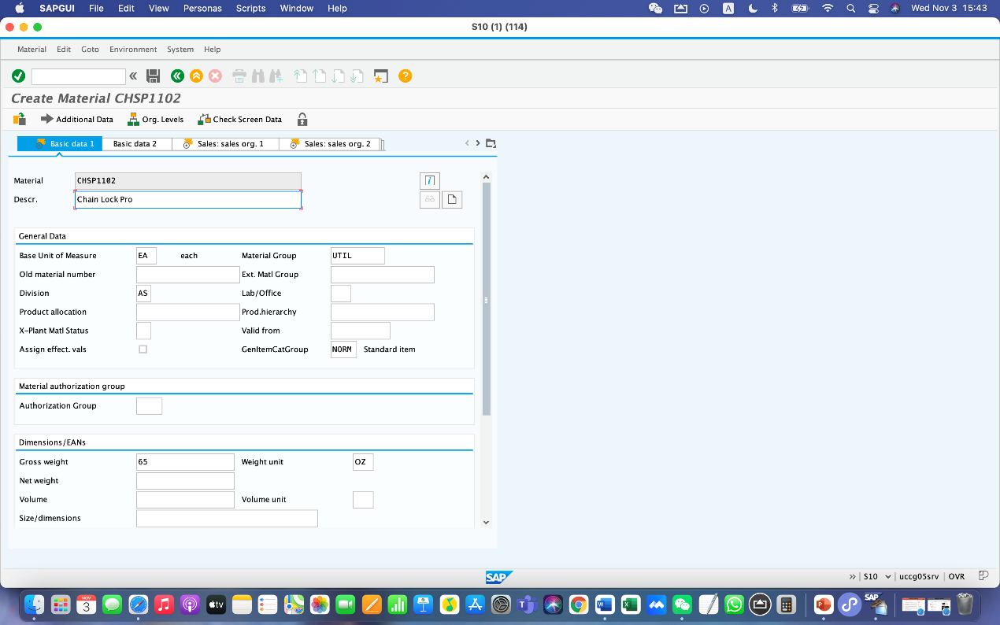 SAPGUI File Edit View Personas Scripts Window Help A Wed Nov 3 15:43
S10 (1) (114)
Material Edit Goto Environment System Help
Create Material CHSP1102
Additional Data Org. Levels Check Screen Data
Basic data 1 Basic data 2 Sales: sales org. 1 Sales: sales org. 2
Material CHSP1102
Descr. Chain Lock Pro
General Data
Base Unit of Measure EA each Material Group UTIL
Old material number Ext. Matl Group
Division AS Lab/Office
Product allocation Prod.hierarchy
X-Plant Matl Status Valid from
Assign effect. vals GenItemCatGroup NORM Standard item
Material authorization group
Authorization Group
Dimensions/EANs
Gross weight 65 Weight unit OZ
Net weight
Volume Volume unit
Size/dimensions
SAP
S10 uccg05srv OVR
NOV
3
tv
SAP